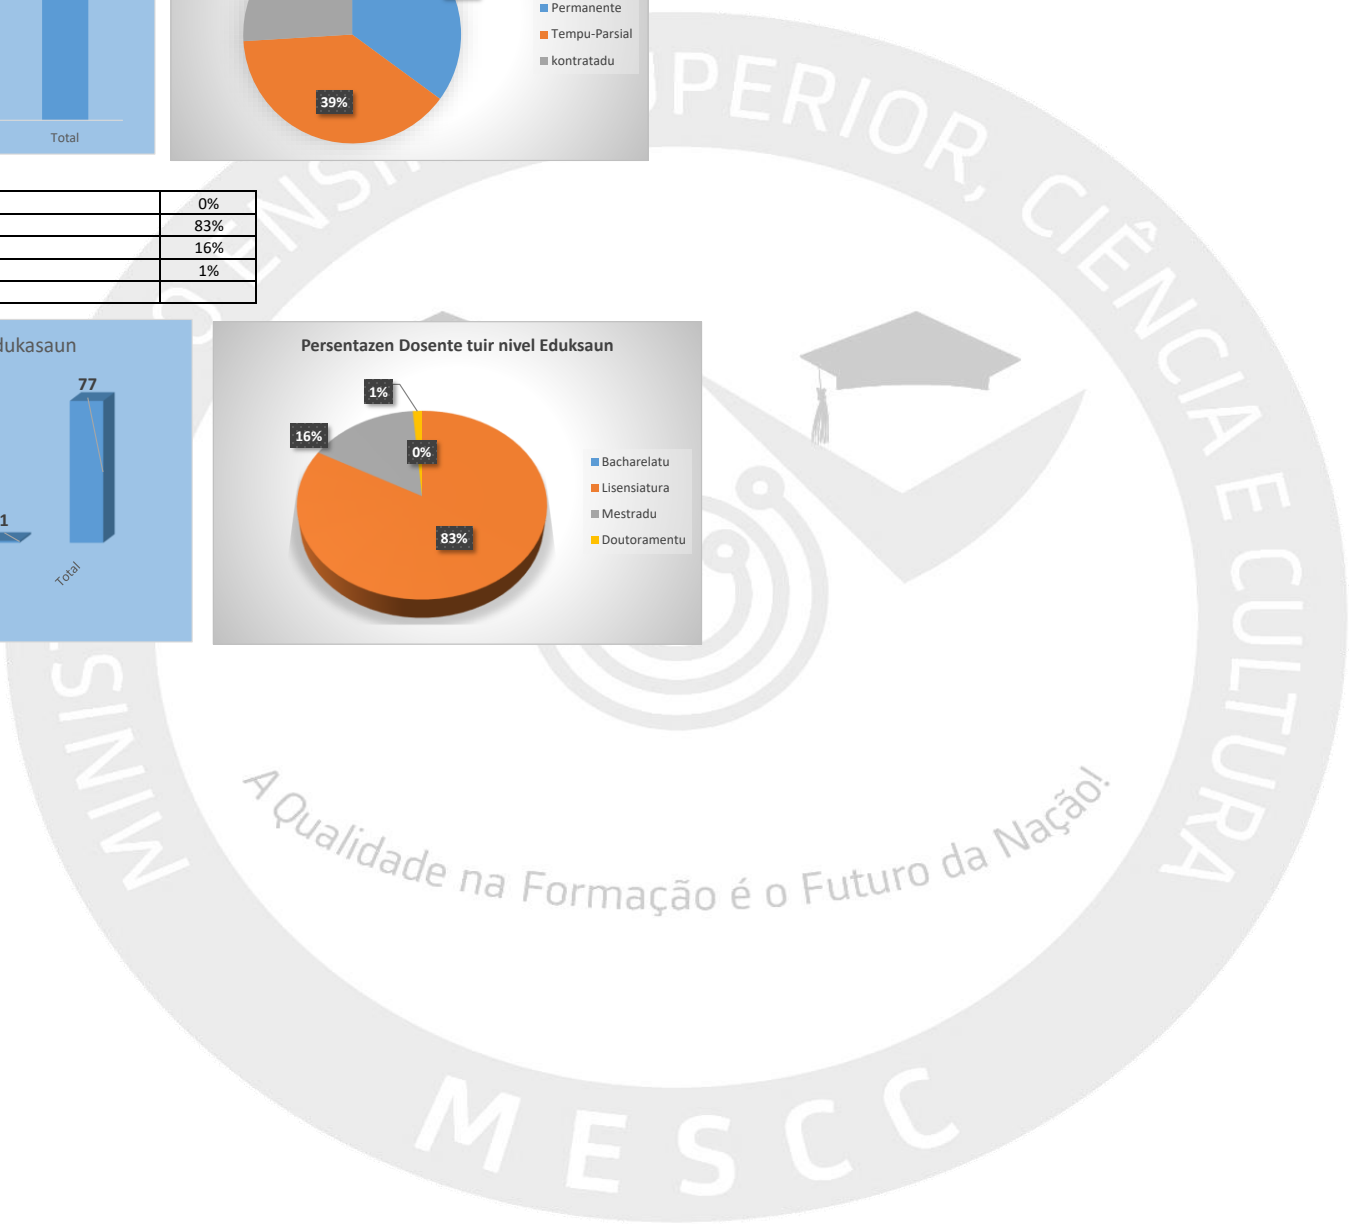 Permanente
Tempu-Parsial
kontratadu
39%
Total
0%
83%
16%
1%
dukasaun
77
1
Total
Persentazen Dosente tuir nivel Eduksaun
1%
16%
0%
83%
Bacharelatu
Lisensiatura
Mestradu
Doutoramentu
PERIOR, CIÊNCIA E CULTURA
MINIS
A Qualidade na Formação é o Futuro da Nação!
MESCC